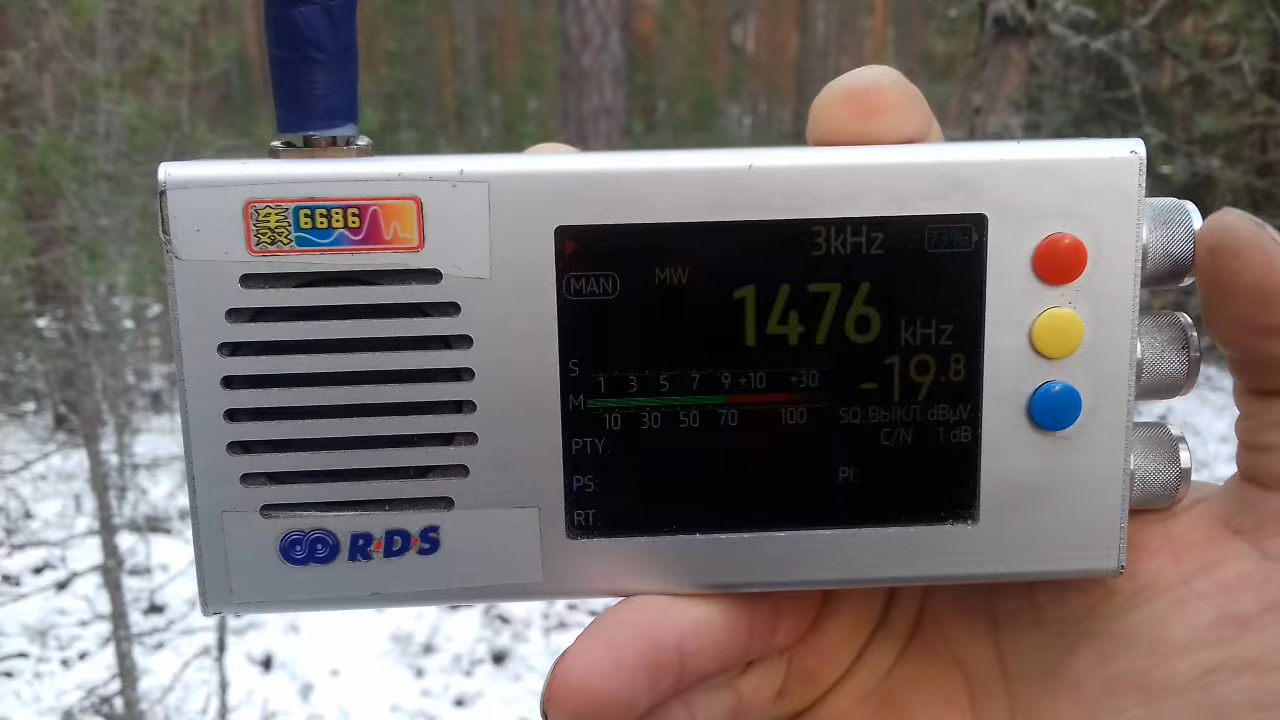 6686
3kHz 73%
MAN MW
1476 kHz
-19.8
S
1 3 5 7 9 +10 +30
M
10 30 50 70 100
SQ:ВЫКЛ dBµV
C/N 1 dB
PTY:
PS: PI:
RT:
R·D·S